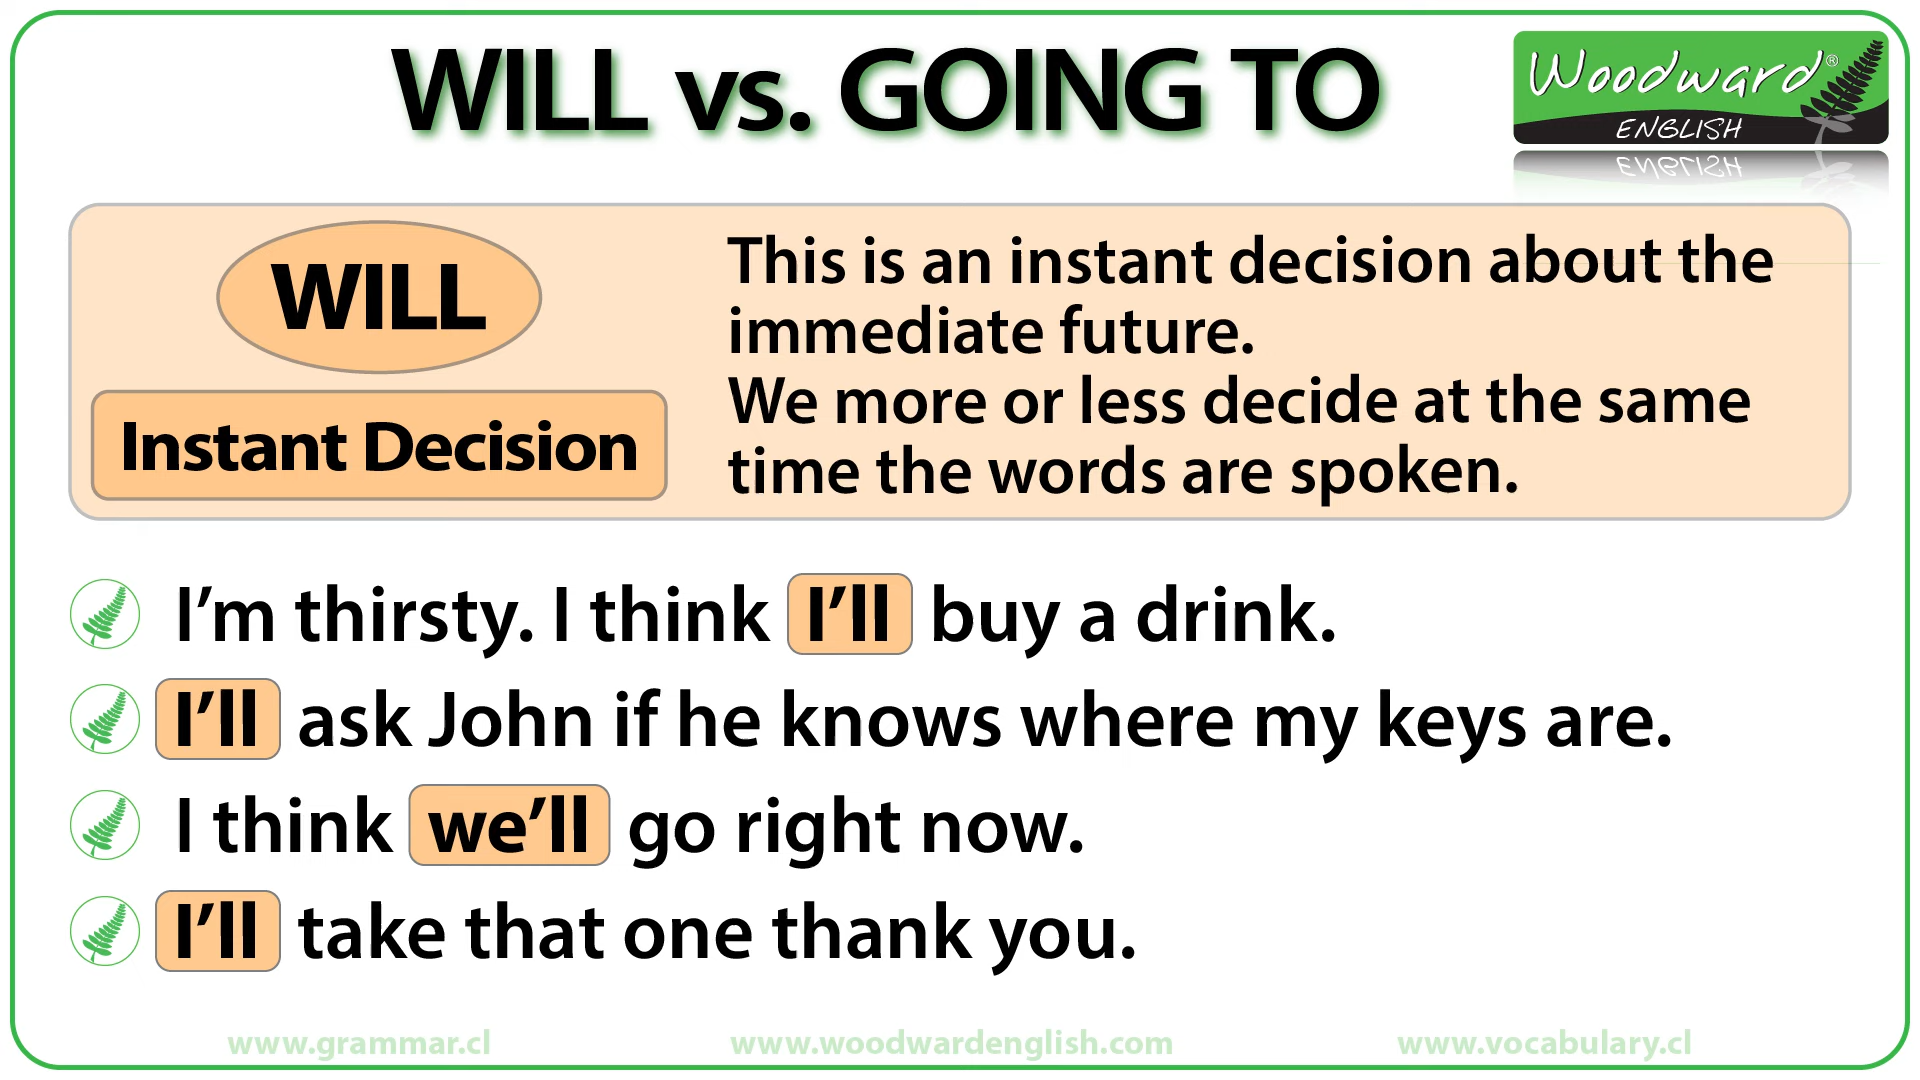 WILL vs. GOING TO
Woodward®
ENGLISH
WILL
Instant Decision
This is an instant decision about the
immediate future.
We more or less decide at the same
time the words are spoken.
I’m thirsty. I think I’ll buy a drink.
I’ll ask John if he knows where my keys are.
I think we’ll go right now.
I’ll take that one thank you.
www.grammar.cl
www.woodwardenglish.com
www.vocabulary.cl